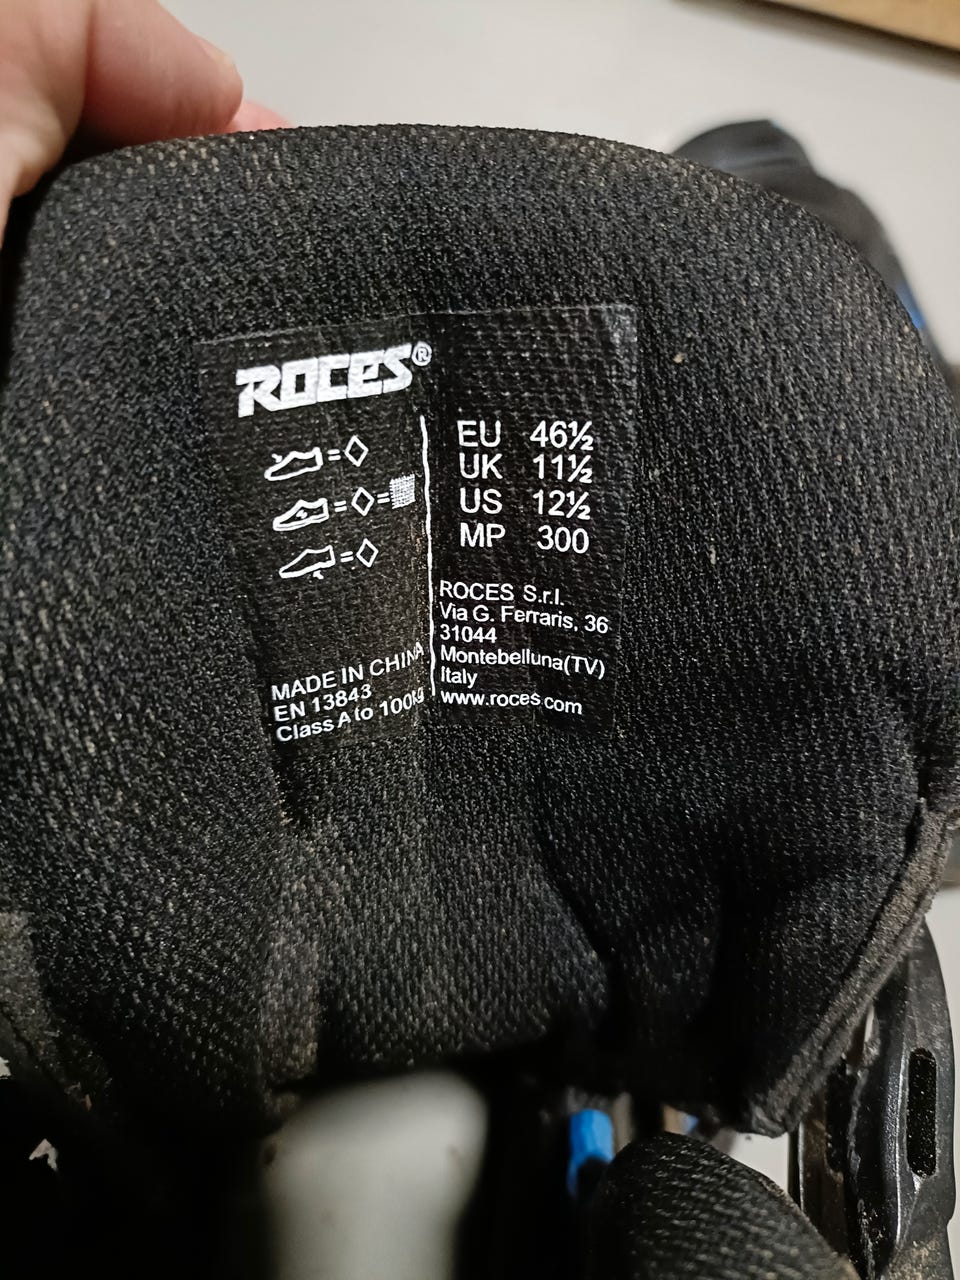 ROCES®
EU 46½
UK 11½
US 12½
MP 300
MADE IN CHINA
EN 13843
Class A to 100kg
ROCES S.r.l.
Via G. Ferraris, 36
31044
Montebelluna(TV)
Italy
www.roces.com